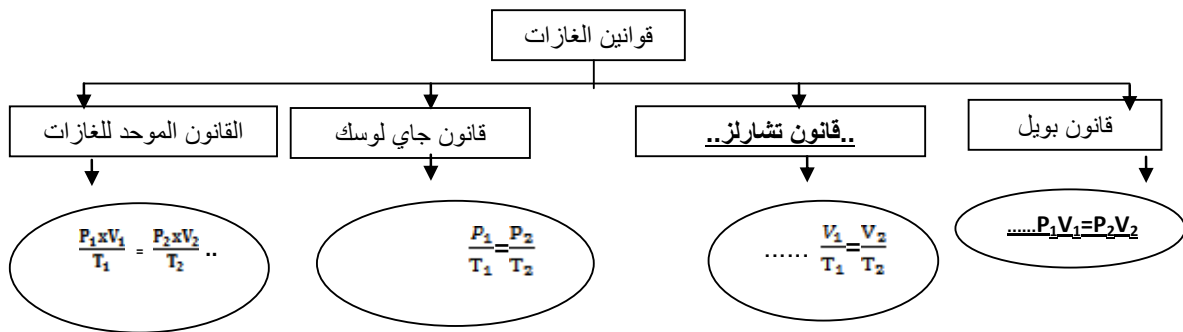 قوانين الغازات
قانون بويل
..قانون تشارلز..
قانون جاي لوسك
القانون الموحد للغازات
......P₁V₁=P₂V₂
...... V₁/T₁=V₂/T₂
P₁/T₁=P₂/T₂
P₁xV₁/T₁ = P₂xV₂/T₂ ..